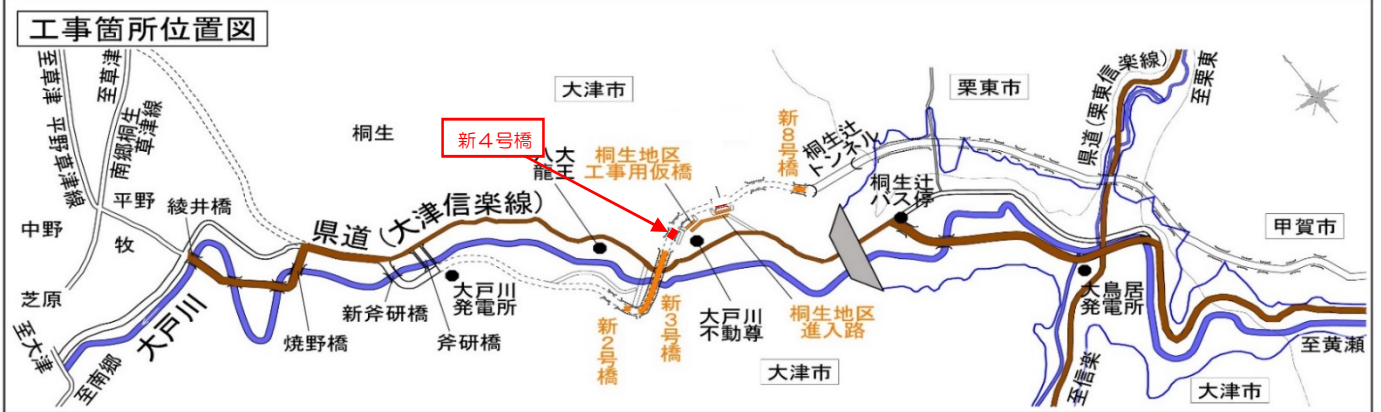 工事箇所位置図
至草津 平野草津線
至草津
南郷桐生
草津線
桐生
大津市
栗東市
県道(栗東信楽線)
至栗東
新4号橋
八大
龍王
桐生地区
工事用仮橋
新8号橋
桐生辻
トンネル
桐生辻
バス停
甲賀市
中野
平野
牧
綾井橋
県道(大津信楽線)
芝原
至大津
大戸川
至南郷
焼野橋
新斧研橋
斧研橋
大戸川
発電所
新2号橋
新3号橋
大戸川
不動尊
桐生地区
進入路
大津市
大鳥居
発電所
至信楽
至黄瀬
大津市